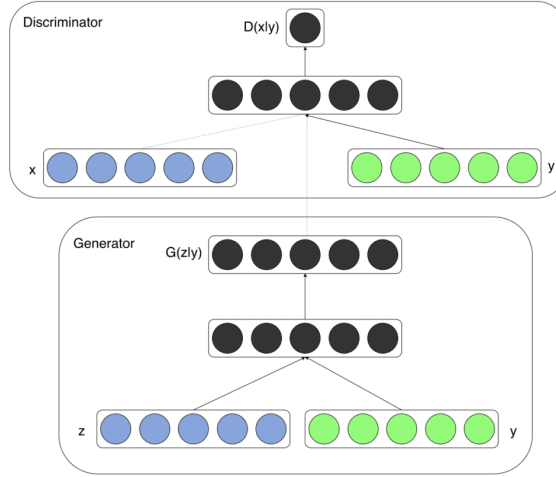 Discriminator
D(x|y)
x
y
Generator
G(z|y)
z
y